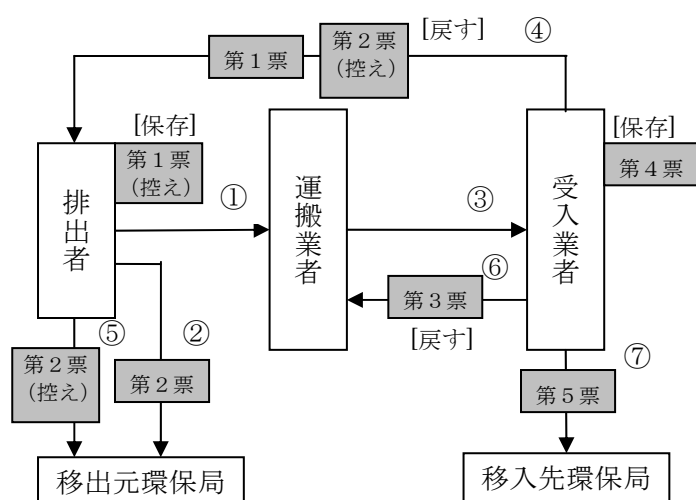 [戻す]
④
第２票
（控え）
第１票
[保存]
第１票
（控え）
[保存]
第４票
排出者
①
運搬業者
③
受入業者
⑥
第３票
[戻す]
⑤
②
⑦
第２票
（控え）
第２票
第５票
移出元環保局
移入先環保局